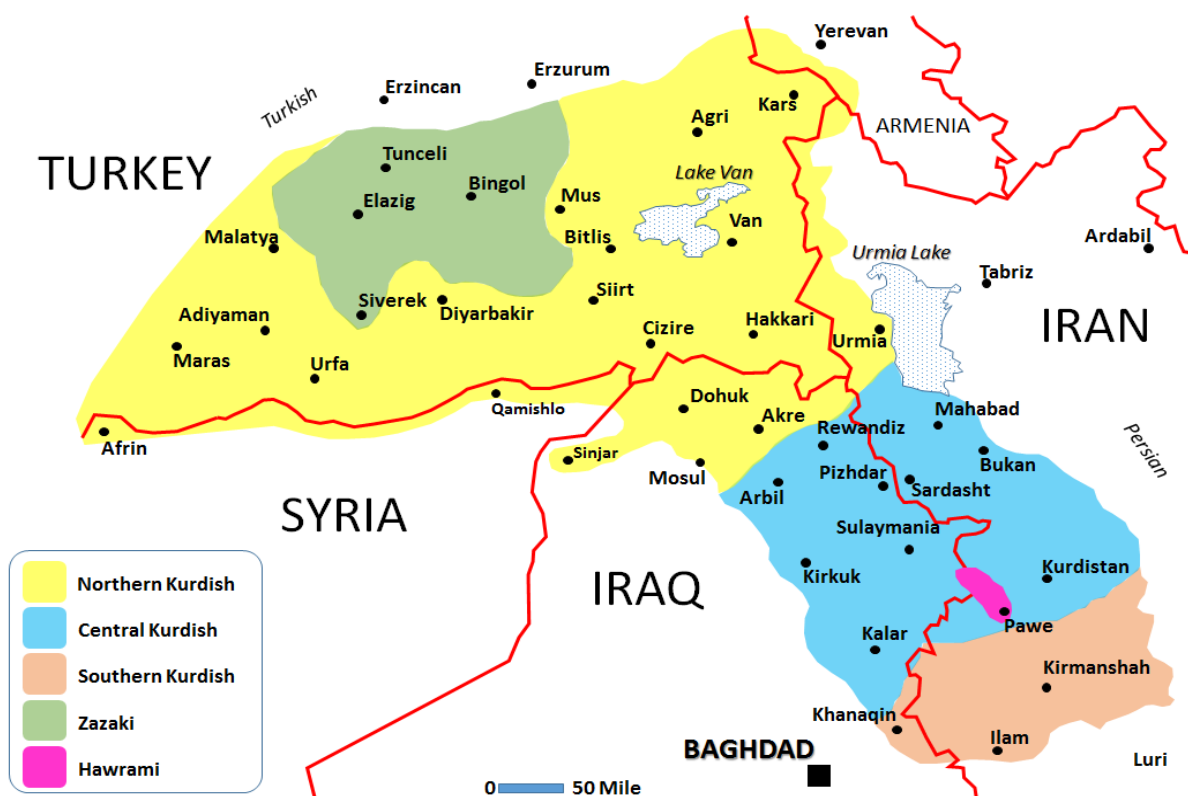 Yerevan
Erzurum
Erzincan
Turkish
Kars
Agri
ARMENIA
TURKEY
Tunceli
Lake Van
Bingol
Elazig
Mus
Van
Malatya
Bitlis
Urmia Lake
Ardabil
Tabriz
Siverek
Diyarbakir
Siirt
Adiyaman
Hakkari
IRAN
Cizire
Urmia
Maras
Urfa
Qamishlo
Dohuk
Mahabad
Akre
Rewandiz
Afrin
Persian
Sinjar
Mosul
Pizhdar
Bukan
Arbil
Sardasht
SYRIA
Sulaymania
Kirkuk
Kurdistan
IRAQ
Pawe
Kalar
Kirmanshah
Khanaqin
Ilam
BAGHDAD
Luri
Northern Kurdish
Central Kurdish
Southern Kurdish
Zazaki
Hawrami
0 50 Mile